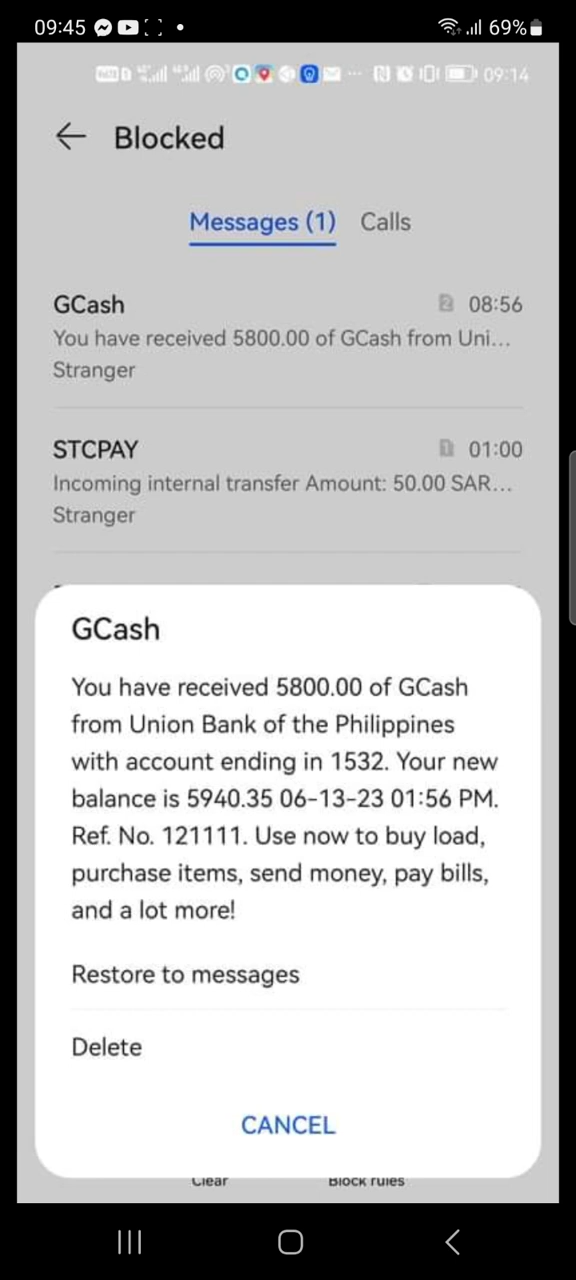 09:45 69%
09:14
Blocked
Messages (1) Calls
GCash 2 08:56
You have received 5800.00 of GCash from Uni...
Stranger
STCPAY 1 01:00
Incoming internal transfer Amount: 50.00 SAR...
Stranger
GCash
You have received 5800.00 of GCash
from Union Bank of the Philippines
with account ending in 1532. Your new
balance is 5940.35 06-13-23 01:56 PM.
Ref. No. 121111. Use now to buy load,
purchase items, send money, pay bills,
and a lot more!
Restore to messages
Delete
CANCEL
Clear Block rules